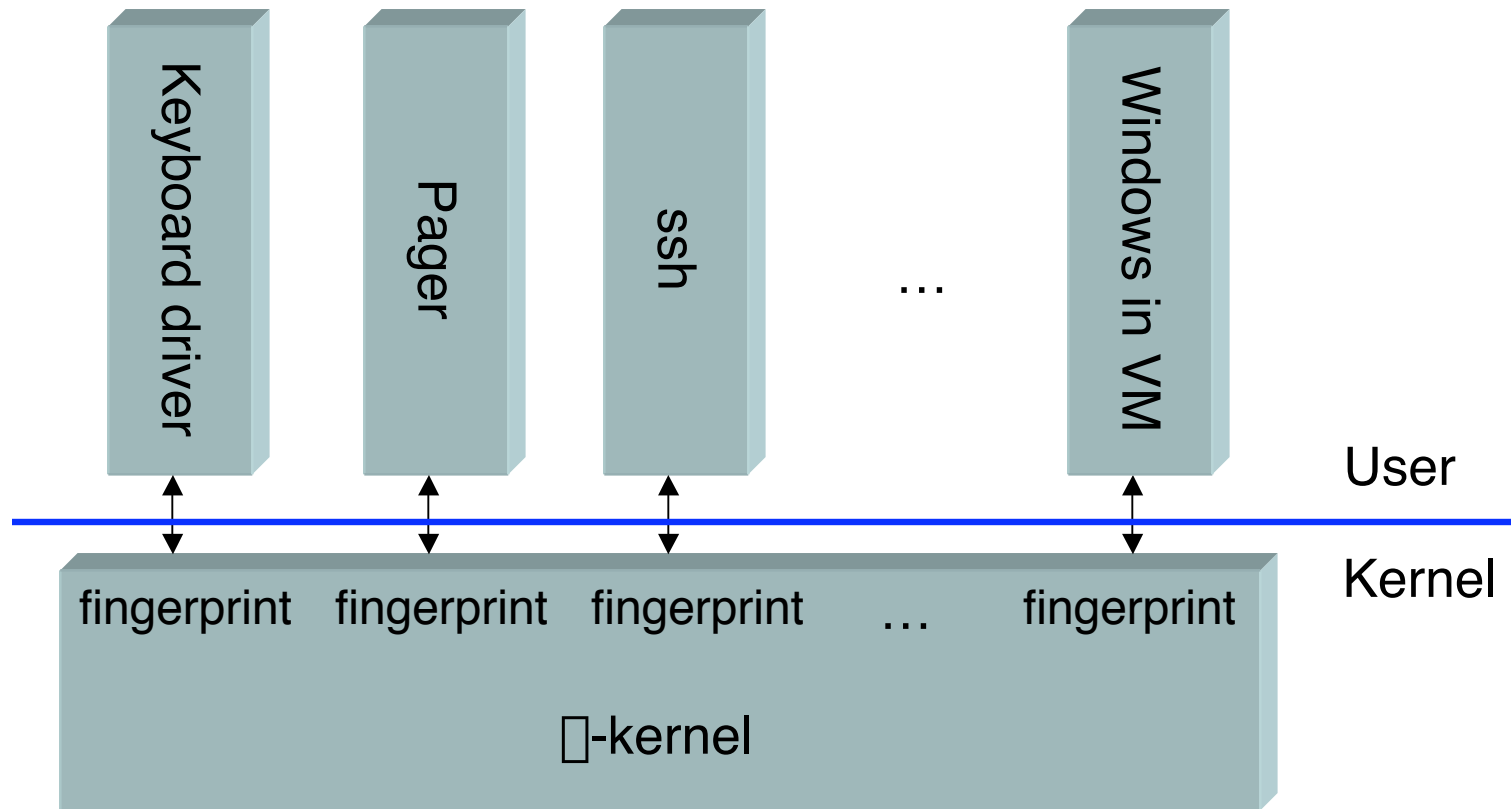 Keyboard driver
Pager
ssh
…
Windows in VM
User
Kernel
fingerprint fingerprint fingerprint … fingerprint
▯-kernel